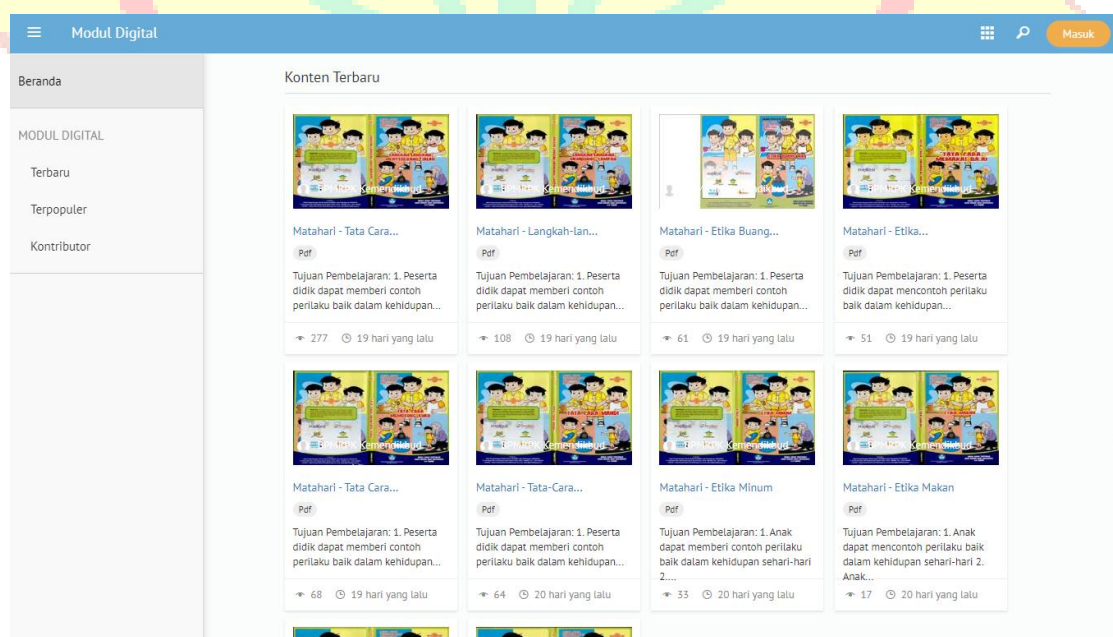 Modul Digital
Masuk
Beranda
MODUL DIGITAL
Terbaru
Terpopuler
Kontributor
Konten Terbaru
Matahari - Tata Cara...
Pdf
Tujuan Pembelajaran: 1. Peserta
didik dapat memberi contoh
perilaku baik dalam kehidupan...
277 19 hari yang lalu
Matahari - Langkah-lan...
Pdf
Tujuan Pembelajaran: 1. Peserta
didik dapat memberi contoh
perilaku baik dalam kehidupan...
108 19 hari yang lalu
Matahari - Etika Buang...
Pdf
Tujuan Pembelajaran: 1. Peserta
didik dapat memberi contoh
perilaku baik dalam kehidupan...
61 19 hari yang lalu
TATA CARA
Matahari - Etika...
Pdf
Tujuan Pembelajaran: 1. Peserta
didik dapat mencontoh perilaku
baik dalam kehidupan...
51 19 hari yang lalu
Kemendikbud
Matahari - Tata Cara...
Pdf
Tujuan Pembelajaran: 1. Peserta
didik dapat memberi contoh
perilaku baik dalam kehidupan...
68 19 hari yang lalu
TATA CARA MANDI
Kemendikbud
Matahari - Tata-Cara...
Pdf
Tujuan Pembelajaran: 1. Peserta
didik dapat memberi contoh
perilaku baik dalam kehidupan...
64 20 hari yang lalu
Kemendikbud
Matahari - Etika Minum
Pdf
Tujuan Pembelajaran: 1. Anak
dapat memberi contoh perilaku
baik dalam kehidupan sehari-hari
2....
33 20 hari yang lalu
Kemendikbud
Matahari - Etika Makan
Pdf
Tujuan Pembelajaran: 1. Anak
dapat mencontoh perilaku baik
dalam kehidupan sehari-hari 2.
Anak...
17 20 hari yang lalu